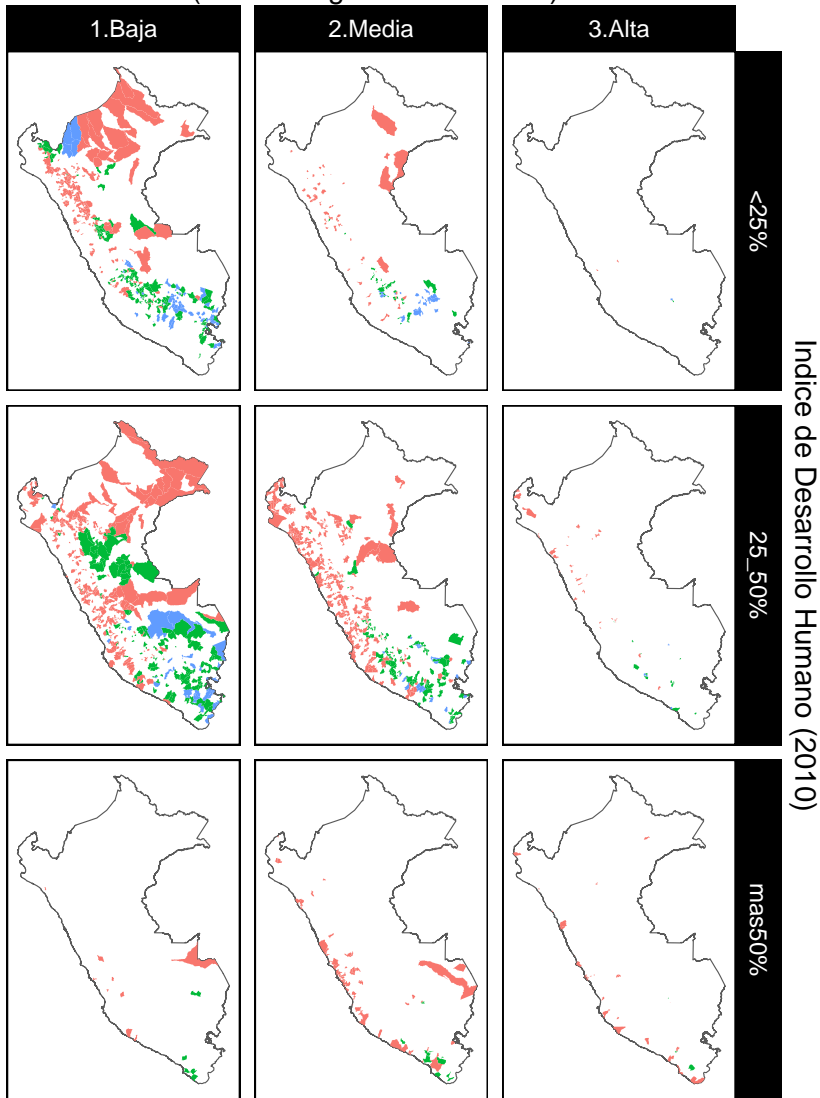 1.Baja
2.Media
3.Alta
<25%
25_50%
mas50%
Indice de Desarrollo Humano (2010)